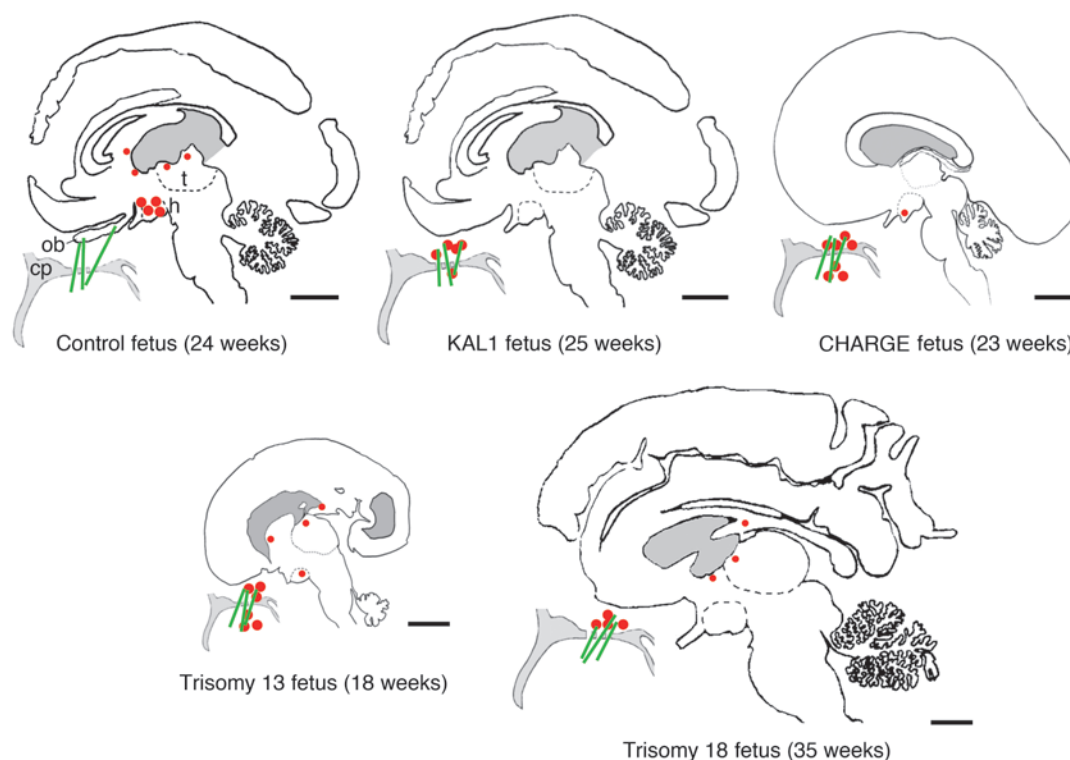 t
h
ob
cp
Control fetus (24 weeks)
KAL1 fetus (25 weeks)
CHARGE fetus (23 weeks)
Trisomy 13 fetus (18 weeks)
Trisomy 18 fetus (35 weeks)